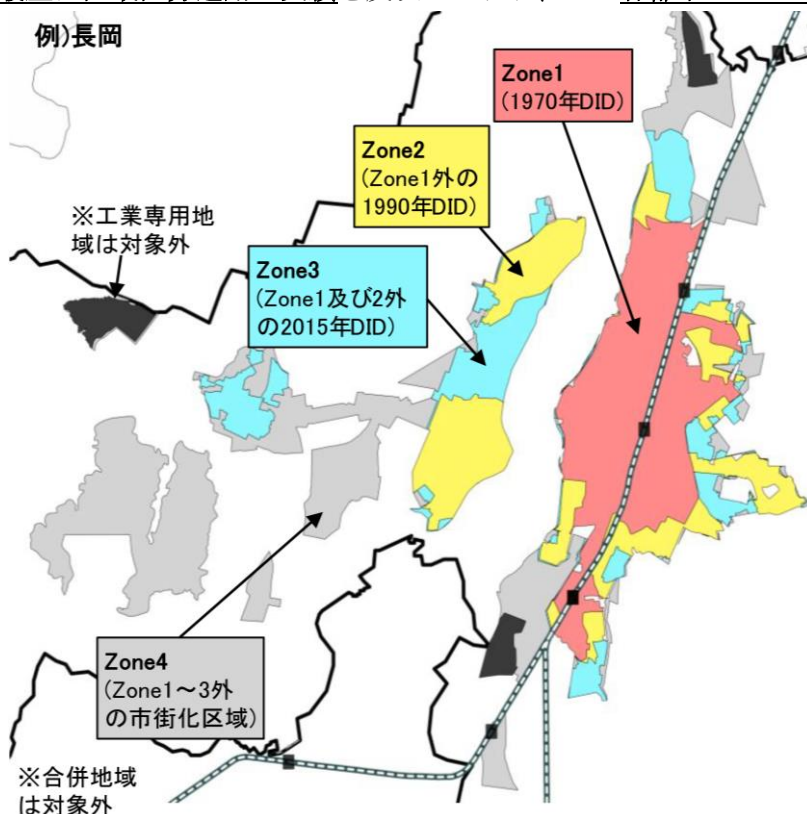 例)長岡
Zone1
(1970年DID)
Zone2
(Zone1外の
1990年DID)
※工業専用地
域は対象外
Zone3
(Zone1及び2外
の2015年DID)
Zone4
(Zone1～3外
の市街化区域)
※合併地域
は対象外